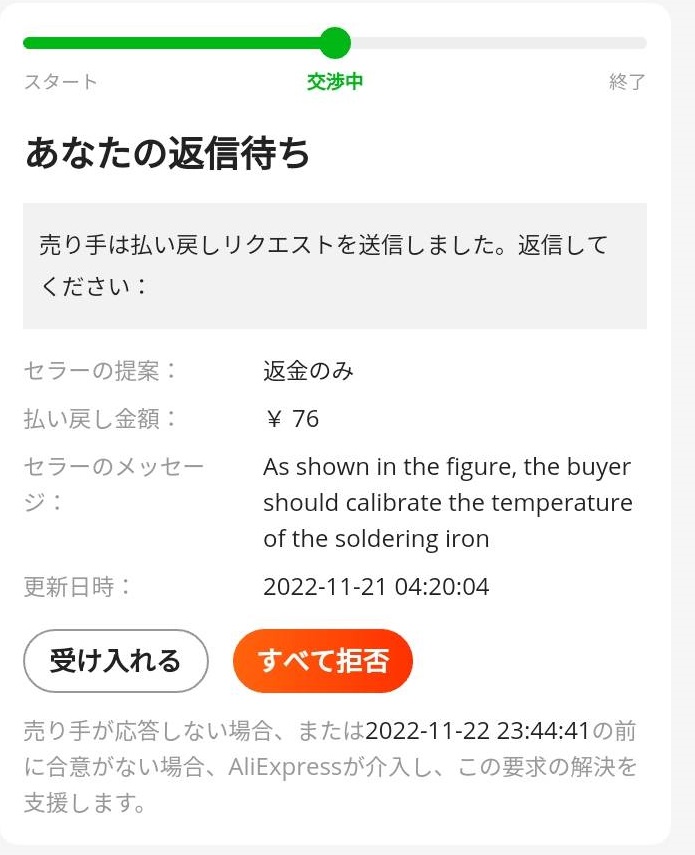 スタート
交渉中
終了
あなたの返信待ち
売り手は払い戻しリクエストを送信しました。返信して
ください：
セラーの提案：
返金のみ
払い戻し金額：
￥ 76
セラーのメッセー
ジ：
As shown in the figure, the buyer
should calibrate the temperature
of the soldering iron
更新日時：
2022-11-21 04:20:04
受け入れる
すべて拒否
売り手が応答しない場合、または2022-11-22 23:44:41の前
に合意がない場合、AliExpressが介入し、この要求の解決を
支援します。